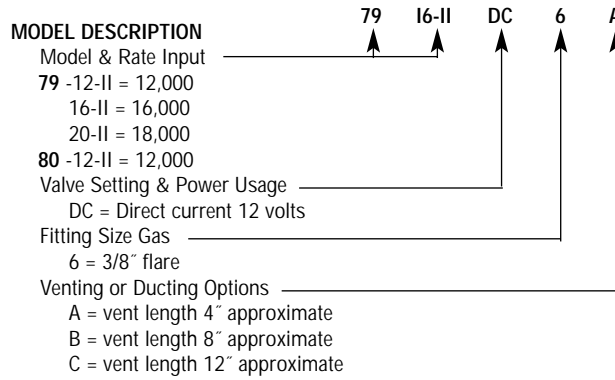 79 I6-II DC 6 A
MODEL DESCRIPTION
Model & Rate Input
79 -12-II = 12,000
16-II = 16,000
20-II = 18,000
80 -12-II = 12,000
Valve Setting & Power Usage
DC = Direct current 12 volts
Fitting Size Gas
6 = 3/8˝ flare
Venting or Ducting Options
A = vent length 4˝ approximate
B = vent length 8˝ approximate
C = vent length 12˝ approximate